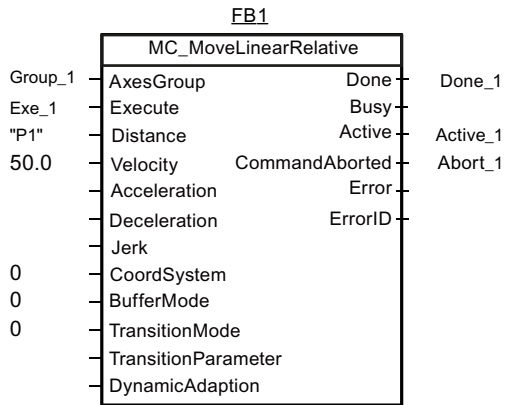 FB1
MC_MoveLinearRelative
Group_1 AxesGroup Done Done_1
Exe_1 Execute Busy
"P1" Distance Active Active_1
50.0 Velocity CommandAborted Abort_1
Acceleration Error
Deceleration ErrorID
Jerk
0 CoordSystem
0 BufferMode
0 TransitionMode
TransitionParameter
DynamicAdaption